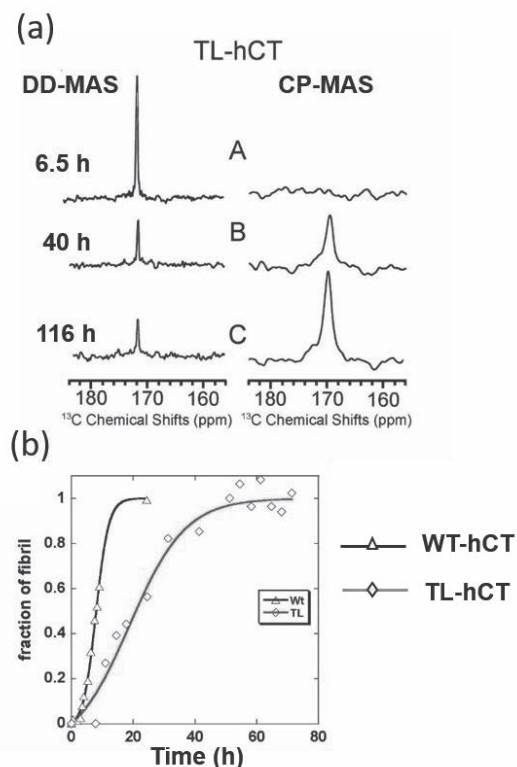 (a)
TL-hCT
DD-MAS CP-MAS
6.5 h A
40 h B
116 h C
180 170 160 180 170 160
13C Chemical Shifts (ppm) 13C Chemical Shifts (ppm)
(b)
1
0.8
0.6
0.4
0.2
0
fraction of fibril
Wt
TL
0 20 40 60 80
Time (h)
WT-hCT
TL-hCT